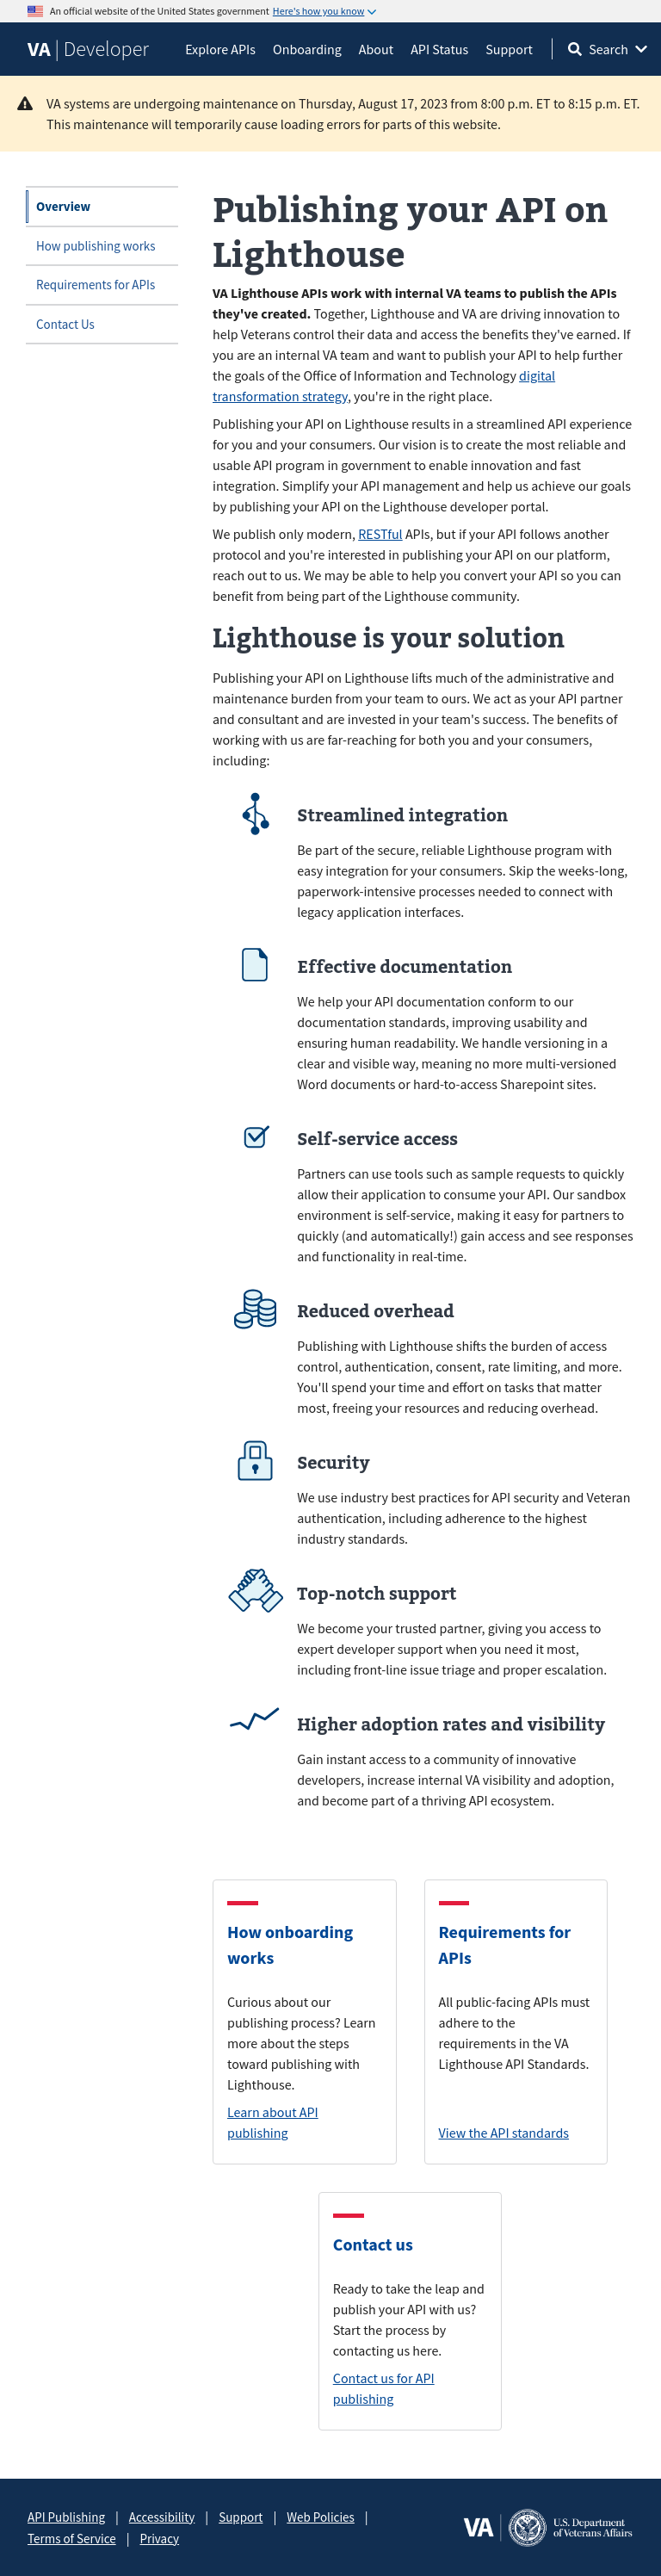 An official website of the United States government Here's how you know
VA | Developer
Explore APIs Onboarding About API Status Support Search
VA systems are undergoing maintenance on Thursday, August 17, 2023 from 8:00 p.m. ET to 8:15 p.m. ET.
This maintenance will temporarily cause loading errors for parts of this website.
Overview
How publishing works
Requirements for APIs
Contact Us
Publishing your API on
Lighthouse
VA Lighthouse APIs work with internal VA teams to publish the APIs
they've created. Together, Lighthouse and VA are driving innovation to
help Veterans control their data and access the benefits they've earned. If
you are an internal VA team and want to publish your API to help further
the goals of the Office of Information and Technology digital
transformation strategy, you're in the right place.
Publishing your API on Lighthouse results in a streamlined API experience
for you and your consumers. Our vision is to create the most reliable and
usable API program in government to enable innovation and fast
integration. Simplify your API management and help us achieve our goals
by publishing your API on the Lighthouse developer portal.
We publish only modern, RESTful APIs, but if your API follows another
protocol and you're interested in publishing your API on our platform,
reach out to us. We may be able to help you convert your API so you can
benefit from being part of the Lighthouse community.
Lighthouse is your solution
Publishing your API on Lighthouse lifts much of the administrative and
maintenance burden from your team to ours. We act as your API partner
and consultant and are invested in your team's success. The benefits of
working with us are far-reaching for both you and your consumers,
including:
Streamlined integration
Be part of the secure, reliable Lighthouse program with
easy integration for your consumers. Skip the weeks-long,
paperwork-intensive processes needed to connect with
legacy application interfaces.
Effective documentation
We help your API documentation conform to our
documentation standards, improving usability and
ensuring human readability. We handle versioning in a
clear and visible way, meaning no more multi-versioned
Word documents or hard-to-access Sharepoint sites.
Self-service access
Partners can use tools such as sample requests to quickly
allow their application to consume your API. Our sandbox
environment is self-service, making it easy for partners to
quickly (and automatically!) gain access and see responses
and functionality in real-time.
Reduced overhead
Publishing with Lighthouse shifts the burden of access
control, authentication, consent, rate limiting, and more.
You'll spend your time and effort on tasks that matter
most, freeing your resources and reducing overhead.
Security
We use industry best practices for API security and Veteran
authentication, including adherence to the highest
industry standards.
Top-notch support
We become your trusted partner, giving you access to
expert developer support when you need it most,
including front-line issue triage and proper escalation.
Higher adoption rates and visibility
Gain instant access to a community of innovative
developers, increase internal VA visibility and adoption,
and become part of a thriving API ecosystem.
How onboarding
works
Curious about our
publishing process? Learn
more about the steps
toward publishing with
Lighthouse.
Learn about API
publishing
Requirements for
APIs
All public-facing APIs must
adhere to the
requirements in the VA
Lighthouse API Standards.
View the API standards
Contact us
Ready to take the leap and
publish your API with us?
Start the process by
contacting us here.
Contact us for API
publishing
API Publishing | Accessibility | Support | Web Policies |
Terms of Service | Privacy
VA
U.S. Department
of Veterans Affairs